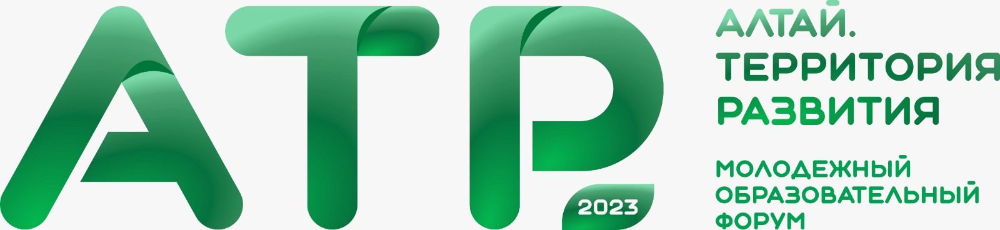 АТР
2023
АЛТАЙ.
ТЕРРИТОРИЯ
РАЗВИТИЯ
МОЛОДЕЖНЫЙ
ОБРАЗОВАТЕЛЬНЫЙ
ФОРУМ